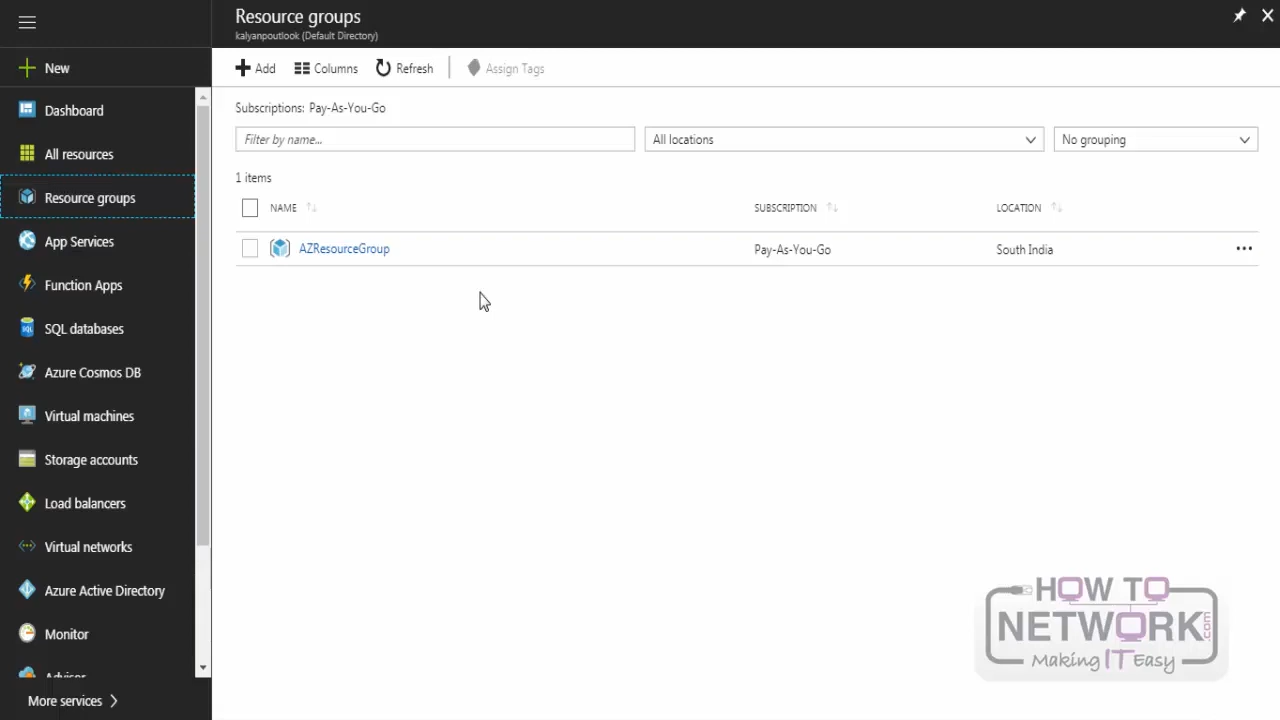 Resource groups
kalyanpoutlook (Default Directory)
New
Add Columns Refresh Assign Tags
Dashboard
All resources
Resource groups
App Services
Function Apps
SQL databases
Azure Cosmos DB
Virtual machines
Storage accounts
Load balancers
Virtual networks
Azure Active Directory
Monitor
Advisor
More services
Subscriptions: Pay-As-You-Go
Filter by name... All locations No grouping
1 items
NAME SUBSCRIPTION LOCATION
AZResourceGroup Pay-As-You-Go South India
HOW TO
NETWORK.com
Making IT Easy